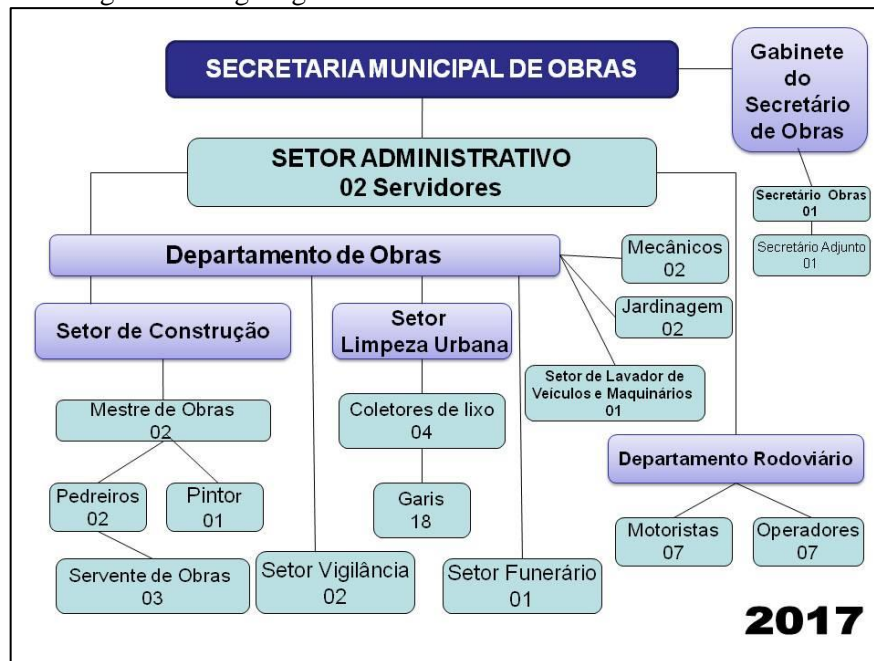 SECRETARIA MUNICIPAL DE OBRAS
Gabinete
do
Secretário
de Obras
SETOR ADMINISTRATIVO
02 Servidores
Secretário Obras
01
Secretário Adjunto
01
Departamento de Obras
Mecânicos
02
Jardinagem
02
Setor de Lavador de
Veículos e Maquinários
01
Setor de Construção
Setor
Limpeza Urbana
Mestre de Obras
02
Coletores de lixo
04
Pedreiros
02
Pintor
01
Garis
18
Servente de Obras
03
Setor Vigilância
02
Setor Funerário
01
Departamento Rodoviário
Motoristas
07
Operadores
07
2017